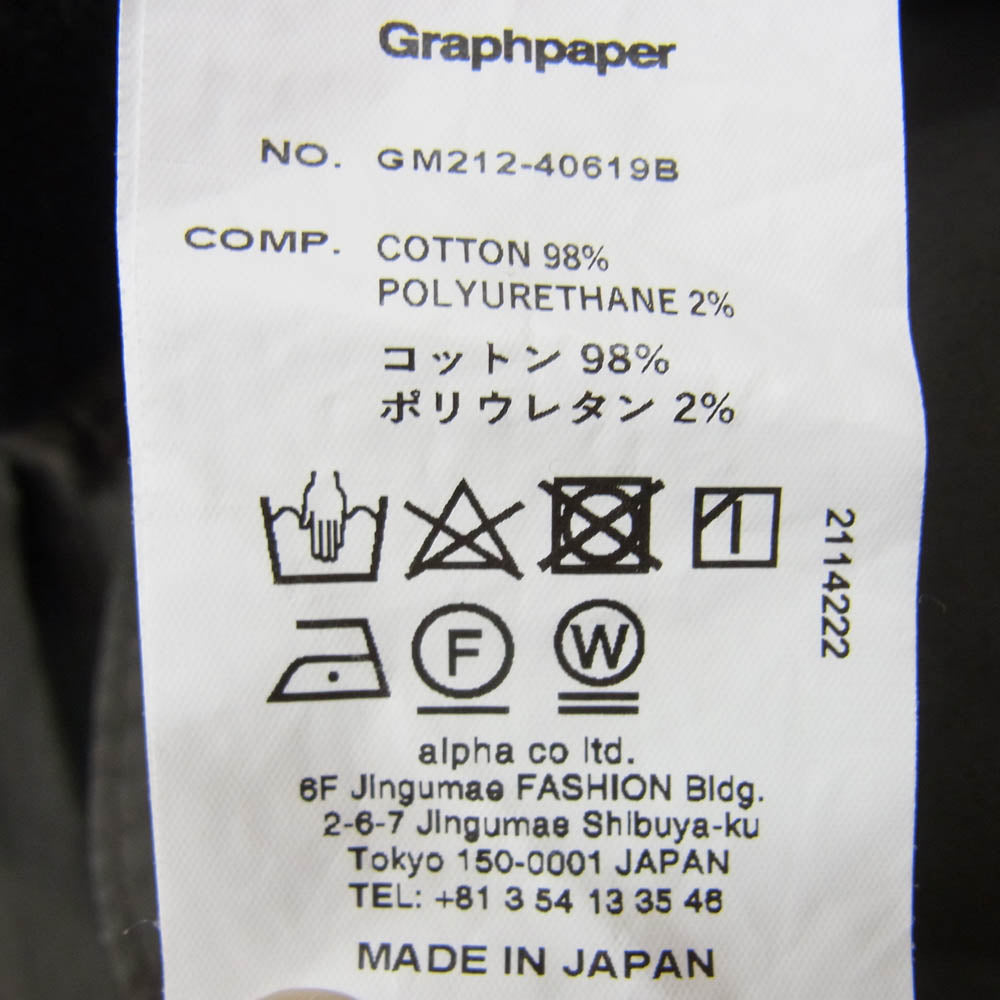 Graphpaper
NO. GM212-40619B
COMP. COTTON 98%
POLYURETHANE 2%
コットン 98%
ポリウレタン 2%
2114222
F
W
alpha co ltd.
6F Jingumae FASHION Bldg.
2-6-7 Jingumae Shibuya-ku
Tokyo 150-0001 JAPAN
TEL: +81 3 54 13 35 46
MADE IN JAPAN